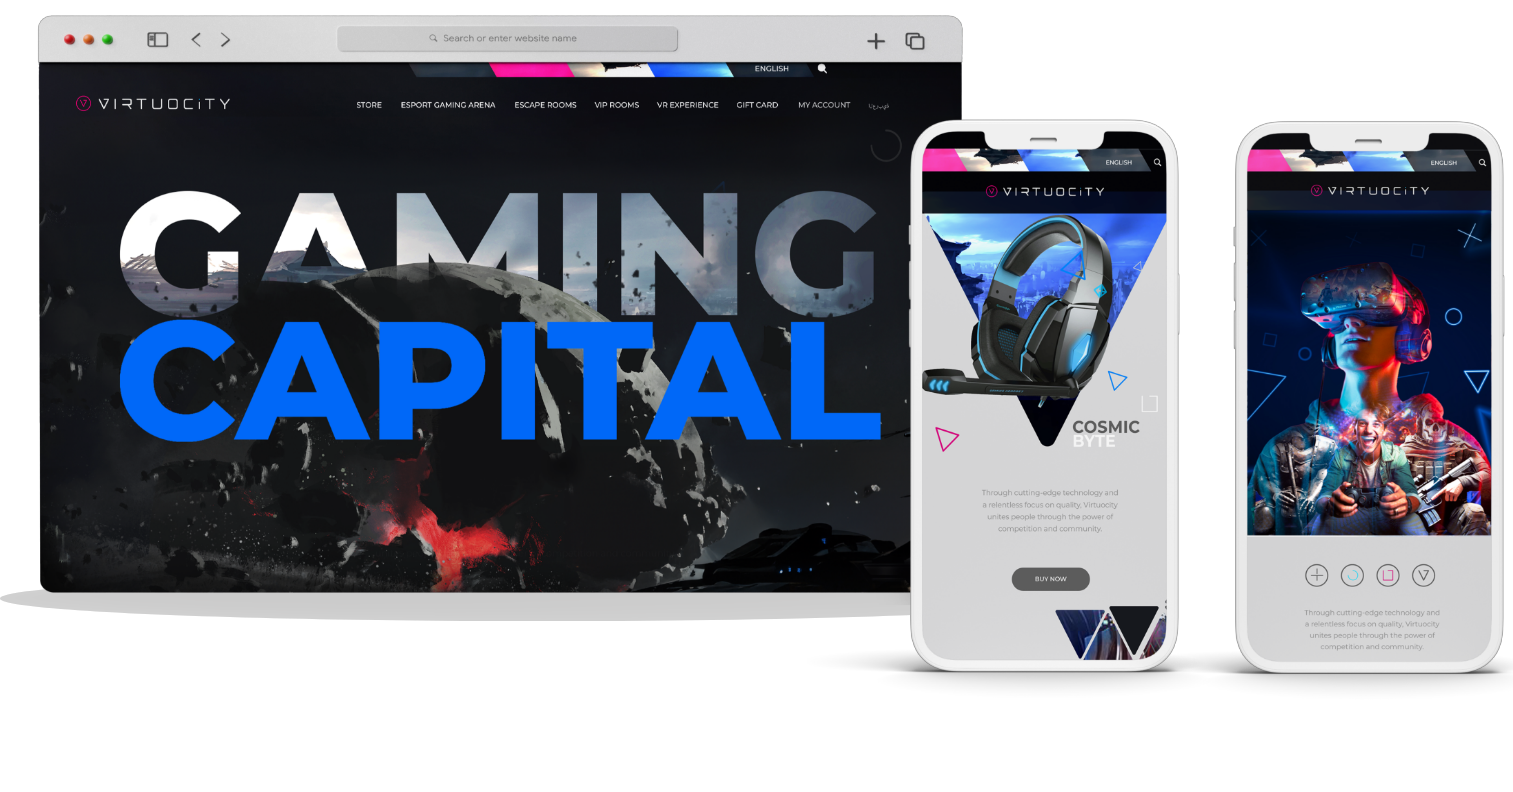 Search or enter website name
ENGLISH
VIRTUOCiTY
STORE ESPORT GAMING ARENA ESCAPE ROOMS VIP ROOMS VR EXPERIENCE GIFT CARD MY ACCOUNT
GAMING
CAPITAL
ENGLISH
VIRTUOCiTY
COSMIC
BYTE
Through cutting-edge technology and
a relentless focus on quality, Virtuocity
unites people through the power of
competition and community.
BUY NOW
ENGLISH
VIRTUOCiTY
Through cutting-edge technology and
a relentless focus on quality, Virtuocity
unites people through the power of
competition and community.